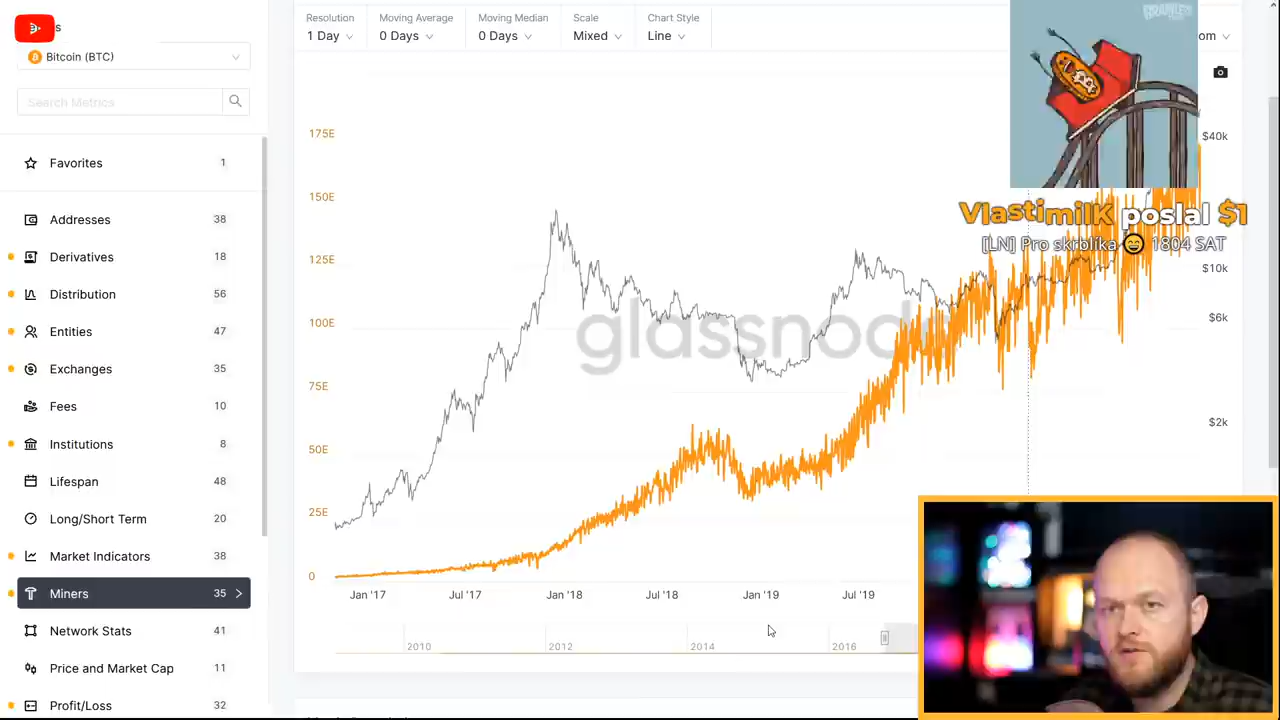 s
Bitcoin (BTC)
Search Metrics
Favorites 1
Addresses 38
Derivatives 18
Distribution 56
Entities 47
Exchanges 35
Fees 10
Institutions 8
Lifespan 48
Long/Short Term 20
Market Indicators 38
Miners 35
Network Stats 41
Price and Market Cap 11
Profit/Loss 32
Resolution
1 Day
Moving Average
0 Days
Moving Median
0 Days
Scale
Mixed
Chart Style
Line
om
175E
150E
125E
100E
75E
50E
25E
0
glassnod
$40k
$10k
$6k
$2k
VlastimilK poslal $1
[LN] Pro skrblíka 😄 1804 SAT
Jan '17
Jul '17
Jan '18
Jul '18
Jan '19
Jul '19
2010
2012
2014
2016